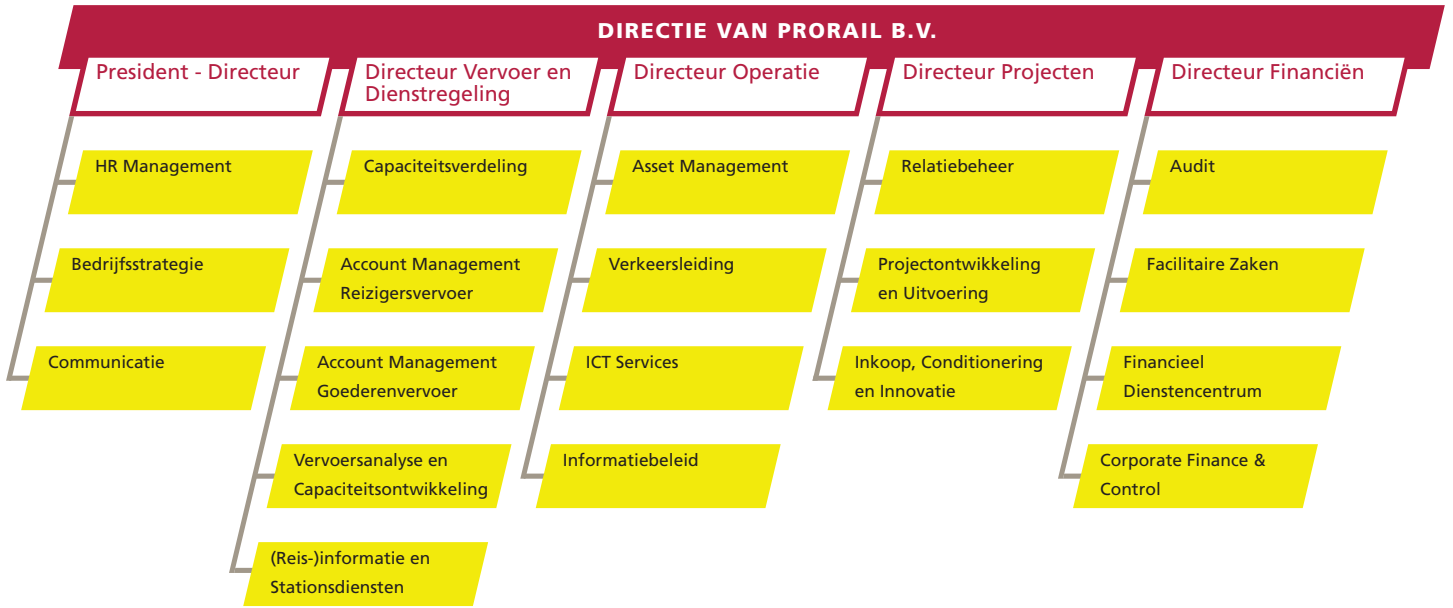 DIRECTIE VAN PRORAIL B.V.
President - Directeur
HR Management
Bedrijfsstrategie
Communicatie
Directeur Vervoer en
Dienstregeling
Capaciteitsverdeling
Account Management
Reizigersvervoer
Account Management
Goederenvervoer
Vervoersanalyse en
Capaciteitsontwikkeling
(Reis-)informatie en
Stationsdiensten
Directeur Operatie
Asset Management
Verkeersleiding
ICT Services
Informatiebeleid
Directeur Projecten
Relatiebeheer
Projectontwikkeling
en Uitvoering
Inkoop, Conditionering
en Innovatie
Directeur Financiën
Audit
Facilitaire Zaken
Financieel
Dienstencentrum
Corporate Finance &
Control